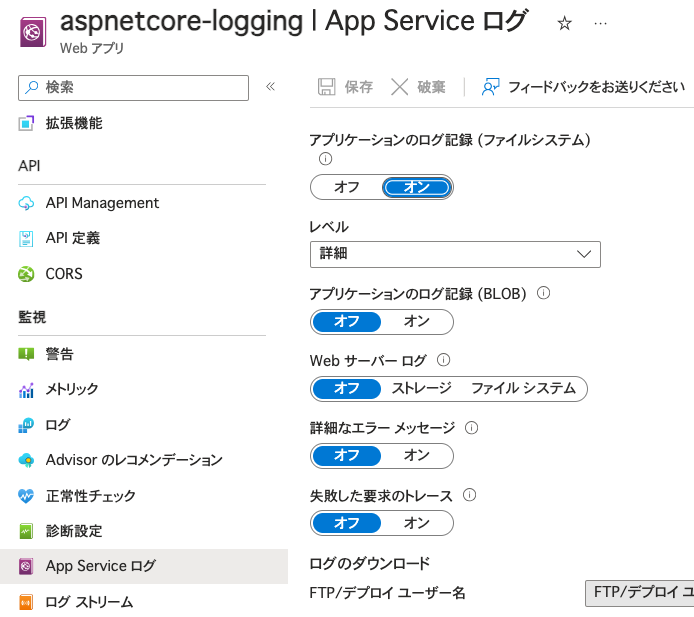 aspnetcore-logging | App Service ログ
Web アプリ
検索
拡張機能
API
API Management
API 定義
CORS
監視
警告
メトリック
ログ
Advisor のレコメンデーション
正常性チェック
診断設定
App Service ログ
ログ ストリーム
保存
破棄
フィードバックをお送りください
アプリケーションのログ記録 (ファイルシステム)
オフ オン
レベル
詳細
アプリケーションのログ記録 (BLOB)
オフ オン
Web サーバー ログ
オフ ストレージ ファイル システム
詳細なエラー メッセージ
オフ オン
失敗した要求のトレース
オフ オン
ログのダウンロード
FTP/デプロイ ユーザー名
FTP/デプロイ ユ